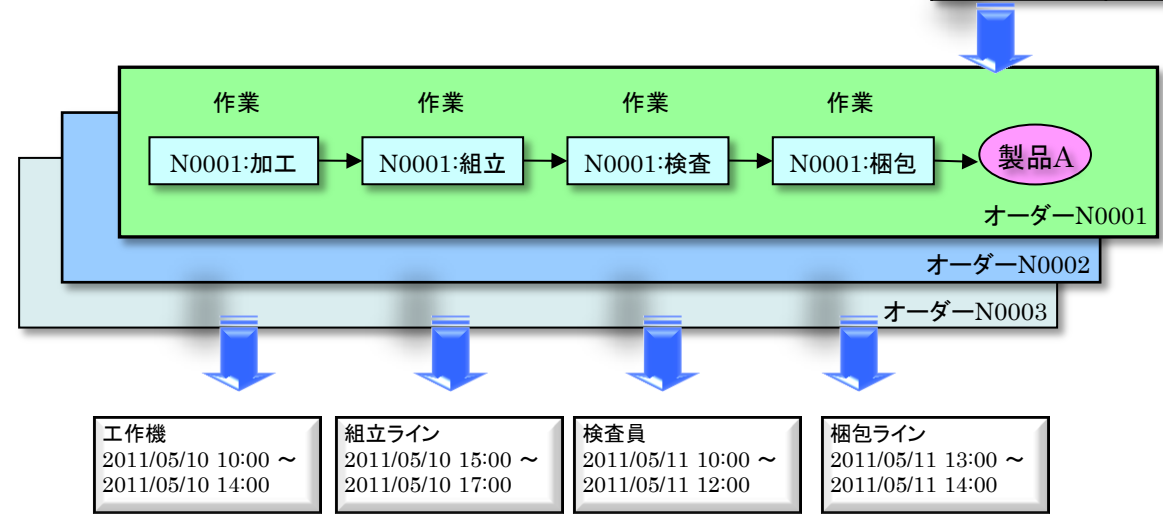 作業 作業 作業 作業
N0001:加工 N0001:組立 N0001:検査 N0001:梱包 製品A
オーダーN0001
オーダーN0002
オーダーN0003
工作機
2011/05/10 10:00 ～
2011/05/10 14:00
組立ライン
2011/05/10 15:00 ～
2011/05/10 17:00
検査員
2011/05/11 10:00 ～
2011/05/11 12:00
梱包ライン
2011/05/11 13:00 ～
2011/05/11 14:00